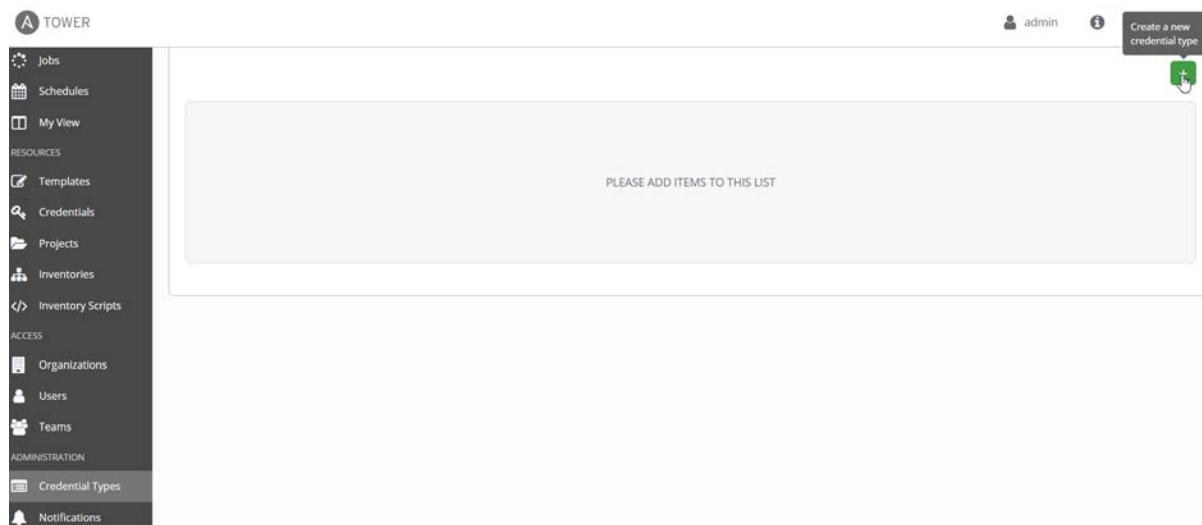 TOWER
admin
Create a new
credential type
Jobs
Schedules
My View
RESOURCES
Templates
Credentials
Projects
Inventories
Inventory Scripts
ACCESS
Organizations
Users
Teams
ADMINISTRATION
Credential Types
Notifications
PLEASE ADD ITEMS TO THIS LIST